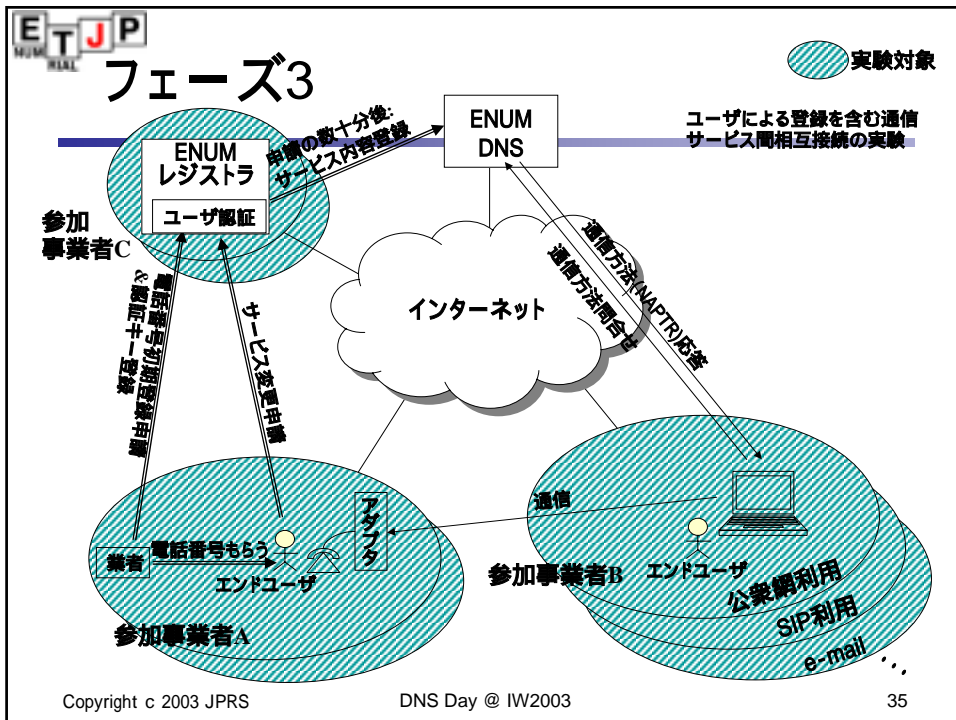 ETJP
NUM
RIAL
フェーズ3
実験対象
ユーザによる登録を含む通信
サービス間相互接続の実験
申請の数十分後:
サービス内容登録
ENUM
DNS
ENUM
レジストラ
ユーザ認証
参加
事業者C
電話番号初期登録申請
&認証キー登録
サービス変更申請
インターネット
通信方法(NAPTR)応答
通信方法問合せ
業者
電話番号もらう
エンドユーザ
アダプタ
参加事業者A
通信
参加事業者B
エンドユーザ
公衆網利用
SIP利用
e-mail
...
Copyright c 2003 JPRS
DNS Day @ IW2003
35